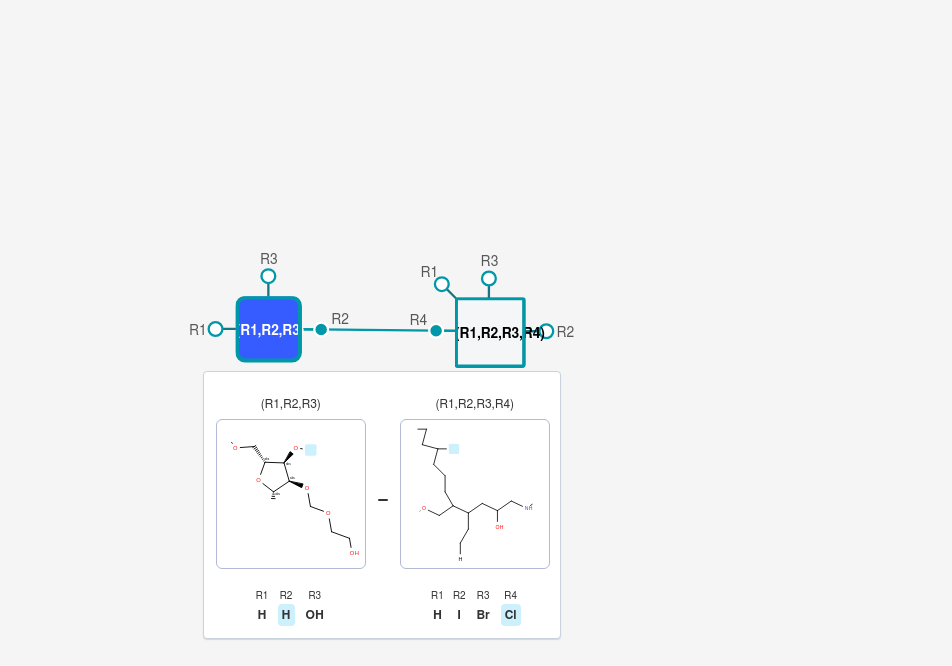 R3
R1
R3
R1
R1,R2,R3
R2
R4
(R1,R2,R3,R4)
R2
(R1,R2,R3)
(R1,R2,R3,R4)
O
O
O
O
O
OH
O
OH
NH
H
R1 R2 R3
H H OH
R1 R2 R3 R4
H I Br Cl